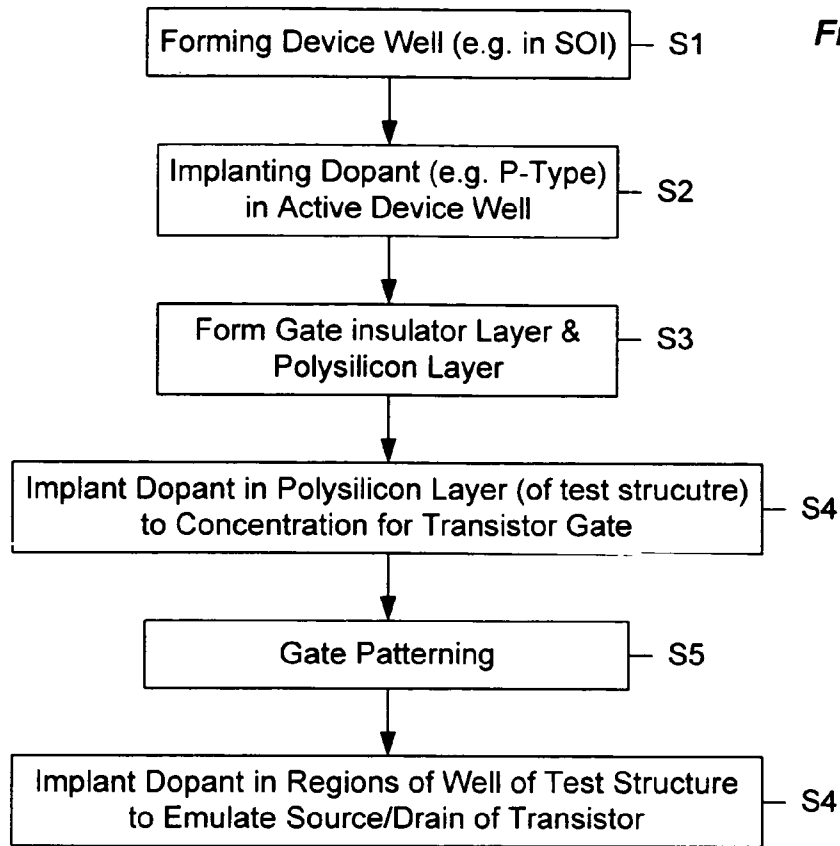 Forming Device Well (e.g. in SOI)
S1
Implanting Dopant (e.g. P-Type)
in Active Device Well
S2
Form Gate insulator Layer &
Polysilicon Layer
S3
Implant Dopant in Polysilicon Layer (of test strucutre)
to Concentration for Transistor Gate
S4
Gate Patterning
S5
Implant Dopant in Regions of Well of Test Structure
to Emulate Source/Drain of Transistor
S4